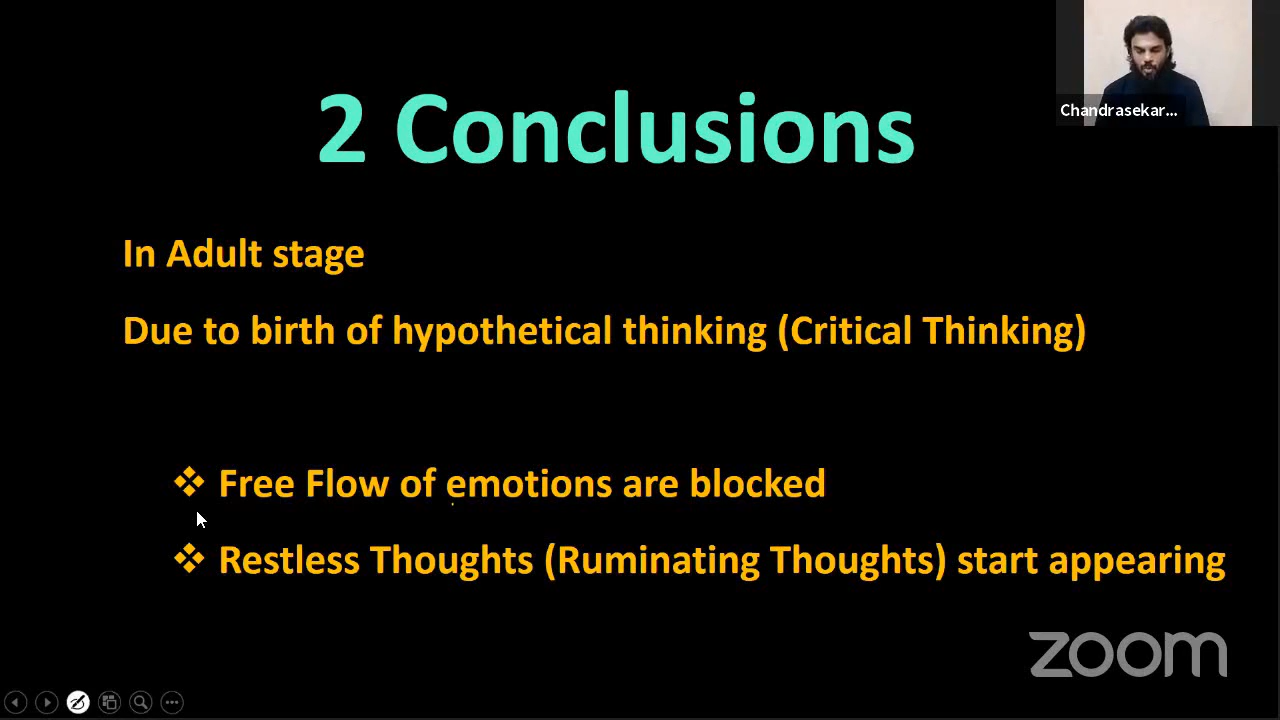 2 Conclusions
Chandrasekar...
In Adult stage
Due to birth of hypothetical thinking (Critical Thinking)
❖ Free Flow of emotions are blocked
❖ Restless Thoughts (Ruminating Thoughts) start appearing
zoom